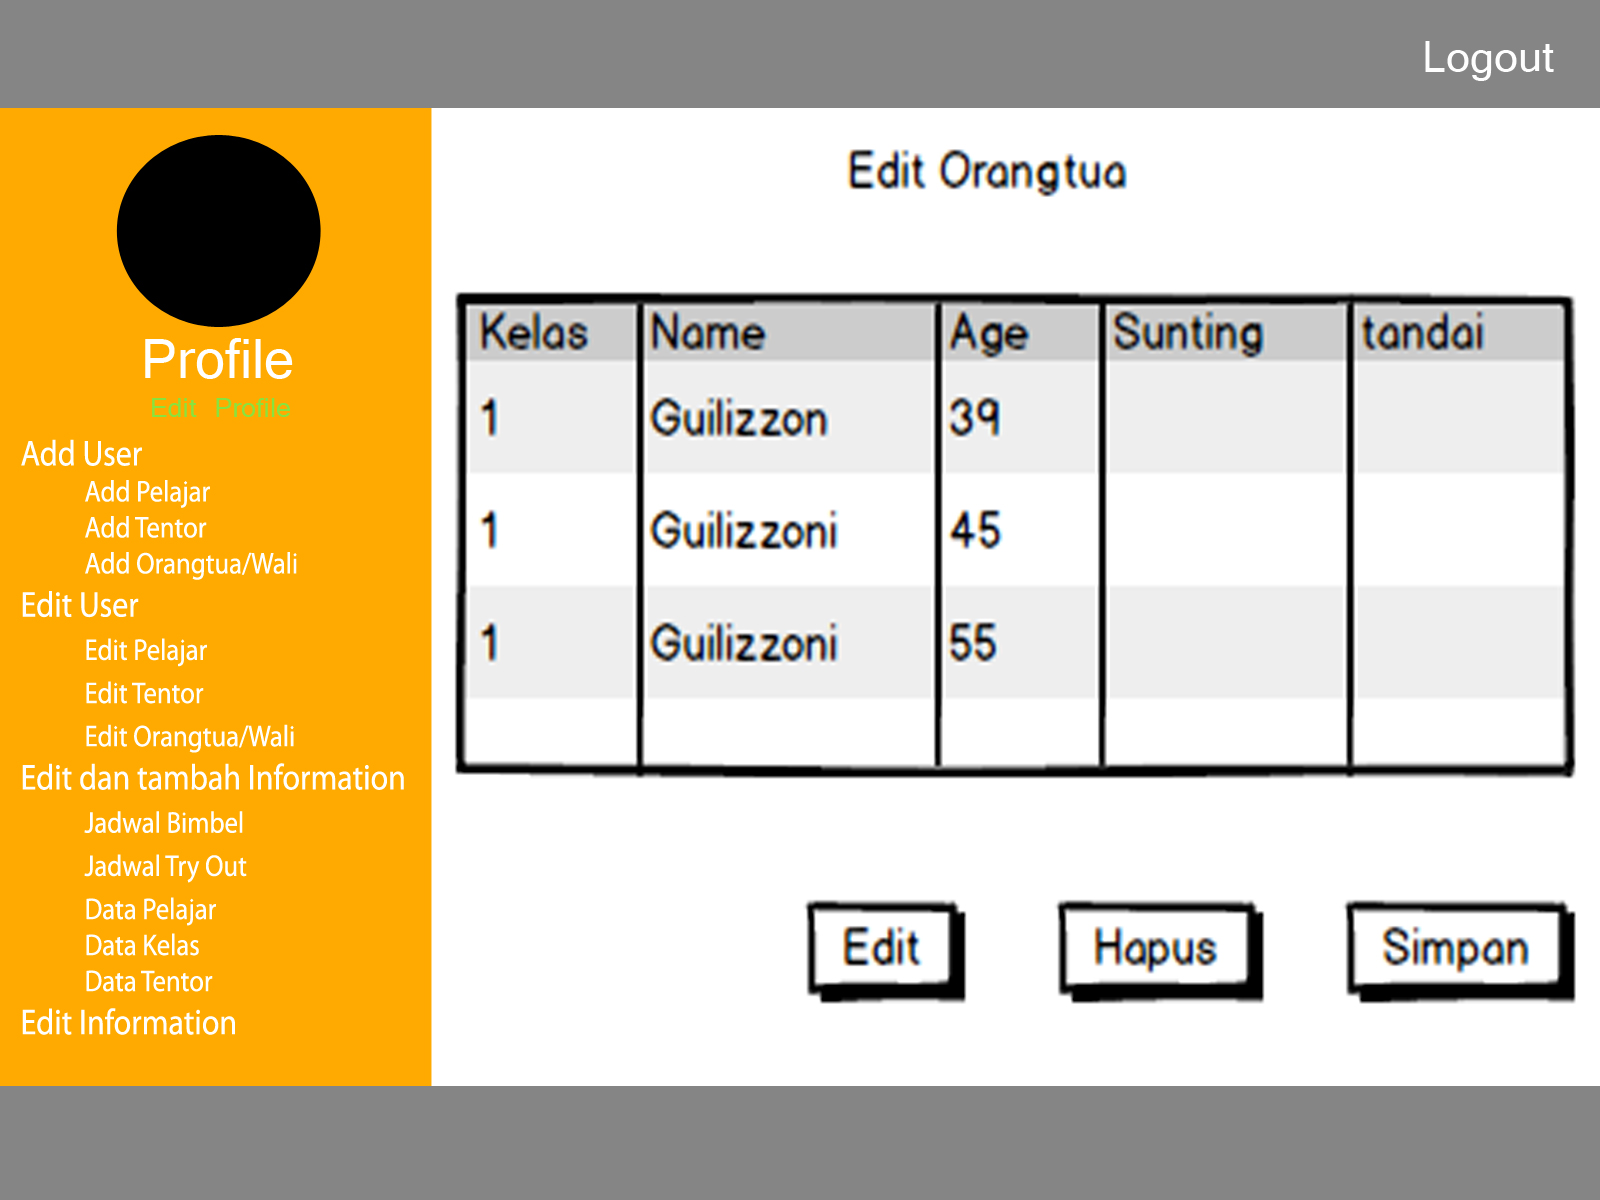 Logout
Profile
Edit Profile
Add User
Add Pelajar
Add Tentor
Add Orangtua/Wali
Edit User
Edit Pelajar
Edit Tentor
Edit Orangtua/Wali
Edit dan tambah Information
Jadwal Bimbel
Jadwal Try Out
Data Pelajar
Data Kelas
Data Tentor
Edit Information
Edit Orangtua
Kelas Name Age Sunting tandai
1 Guilizzon 39
1 Guilizzoni 45
1 Guilizzoni 55
Edit Hapus Simpan